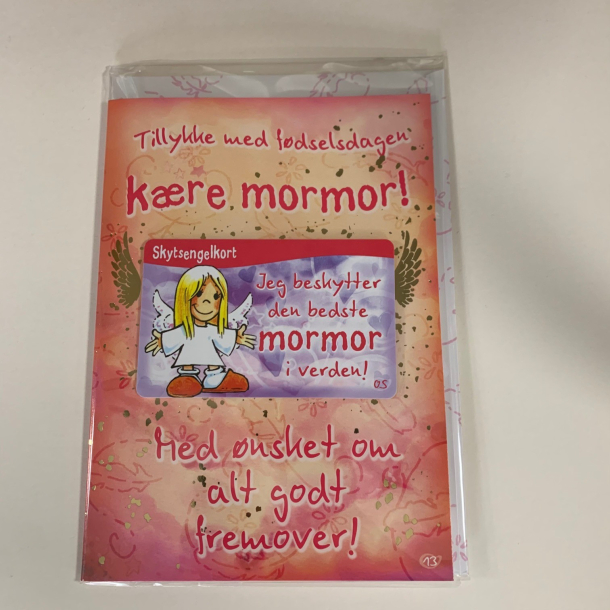 Tillykke med fødselsdagen
kære mormor!
Skytsengelkort
Jeg beskytter
den bedste
mormor
i verden!
05
Med ønsket om
alt godt
fremover!
13